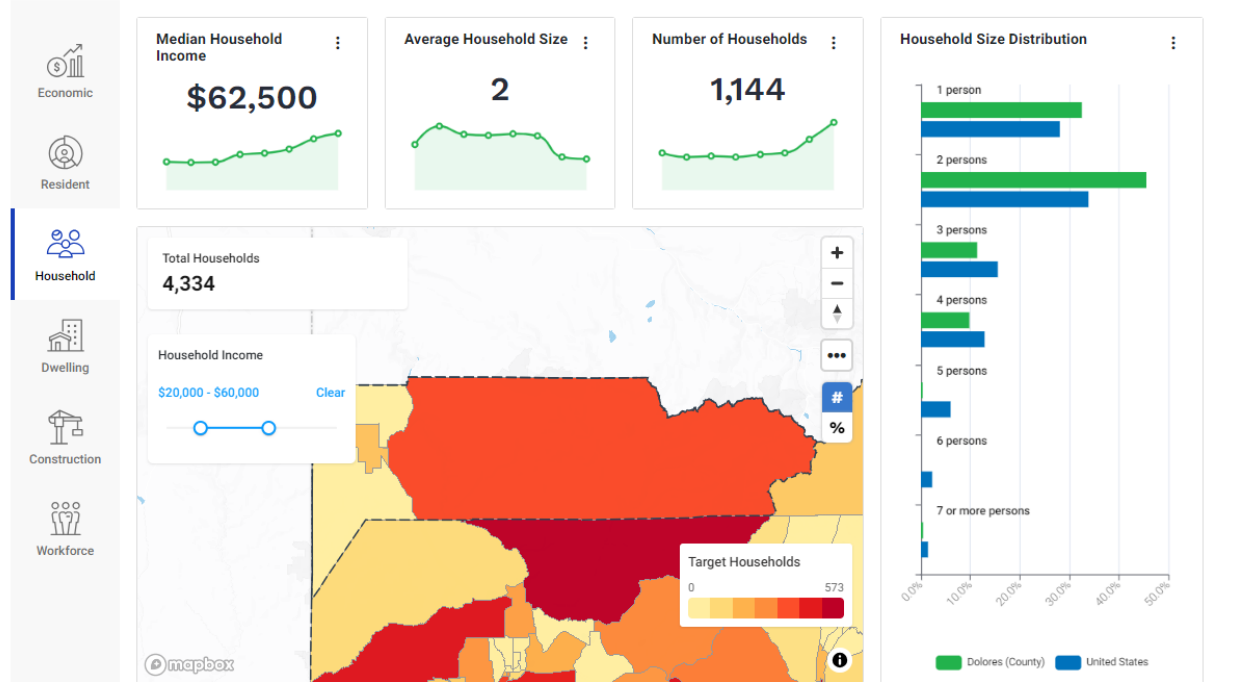 Economic
Resident
Household
Dwelling
Construction
Workforce
Median Household
Income
$62,500
Average Household Size
2
Number of Households
1,144
Total Households
4,334
Household Income
$20,000 - $60,000 Clear
#
%
Target Households
0 573
mapbox
Household Size Distribution
1 person
2 persons
3 persons
4 persons
5 persons
6 persons
7 or more persons
0.0% 10.0% 20.0% 30.0% 40.0% 50.0%
Dolores (County) United States